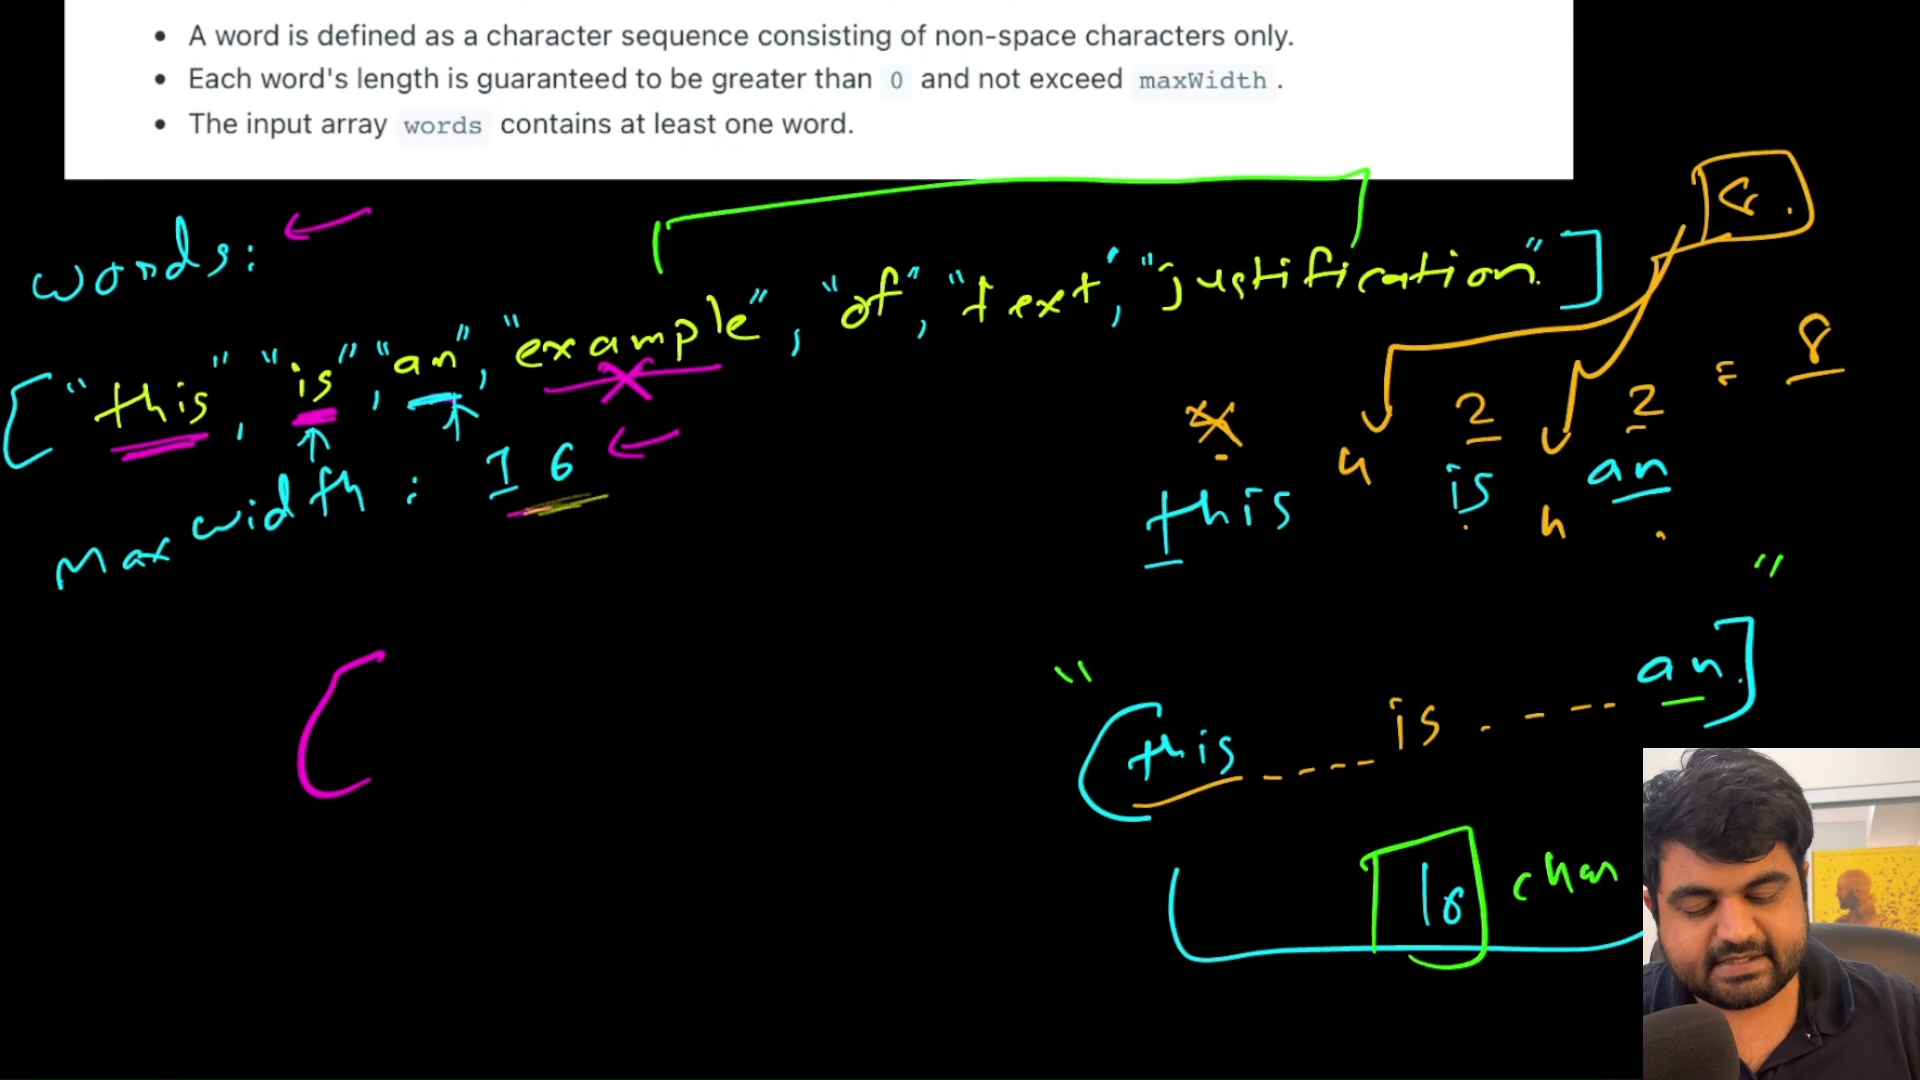 • A word is defined as a character sequence consisting of non-space characters only.
• Each word's length is guaranteed to be greater than 0 and not exceed maxWidth.
• The input array words contains at least one word.
words:
["this", "is", "an", "example", "of", "text", "justification"]
maxwidth: 16
8.
4 2 2 = 8
this 4 is 4 an
"this ---- is ---- an"
16 char